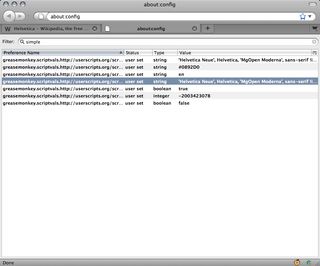 about:config
about:config
Helvetica – Wikipedia, the free ...
about:config
Filter: simple
Preference Name Status Type Value
greasemonkey.scriptvals.http://userscripts.org/scr... user set string 'Helvetica Neue', Helvetica, 'MgOpen Moderna', sans-serif li...
greasemonkey.scriptvals.http://userscripts.org/scr... user set string #0892D0
greasemonkey.scriptvals.http://userscripts.org/scr... user set string en
greasemonkey.scriptvals.http://userscripts.org/scr... user set string 'Helvetica Neue', Helvetica, 'MgOpen Moderna', sans-serif li...
greasemonkey.scriptvals.http://userscripts.org/scr... user set boolean true
greasemonkey.scriptvals.http://userscripts.org/scr... user set integer -2003423078
greasemonkey.scriptvals.http://userscripts.org/scr... user set boolean false
Done